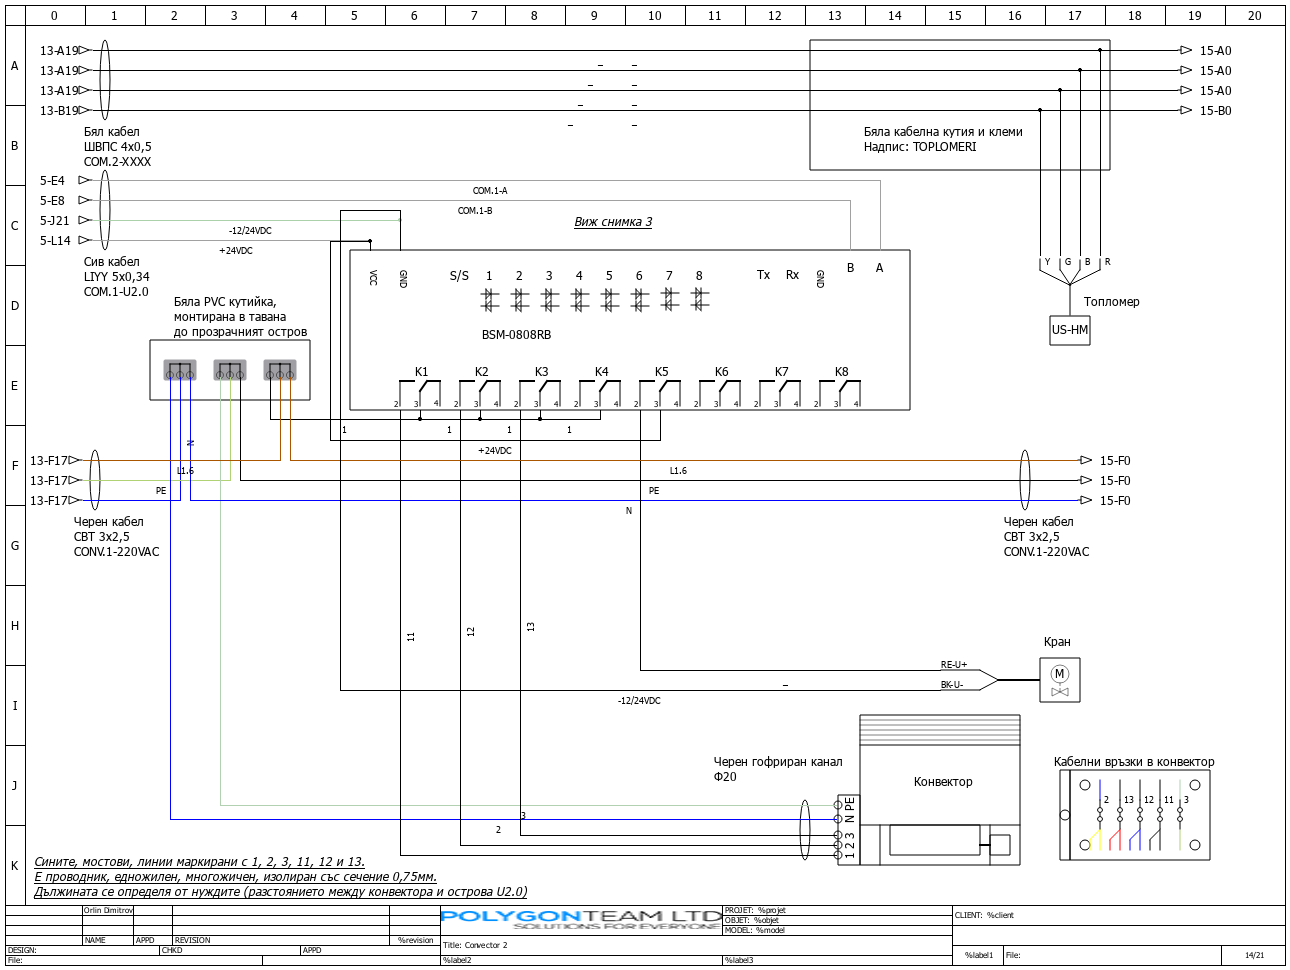 0 1 2 3 4 5 6 7 8 9 10 11 12 13 14 15 16 17 18 19 20
A
B
C
D
E
F
G
H
I
J
K
13-A19
13-A19
13-A19
13-B19
15-A0
15-A0
15-A0
15-B0
Бял кабел
ШВПС 4x0,5
COM.2-XXXX
Бяла кабелна кутия и клеми
Надпис: TOPLOMERI
5-E4
5-E8
5-J21
5-L14
COM.1-A
COM.1-B
-12/24VDC
+24VDC
Виж снимка 3
Сив кабел
LIYY 5x0,34
COM.1-U2.0
Y G B R
Топломер
US-HM
VCC GND S/S 1 2 3 4 5 6 7 8 Tx Rx GND B A
BSM-0808RB
K1 K2 K3 K4 K5 K6 K7 K8
2 3 4 2 3 4 2 3 4 2 3 4 2 3 4 2 3 4 2 3 4 2 3 4
Бяла PVC кутийка,
монтирана в тавана
до прозрачният остров
1 1 1 1
+24VDC
N
13-F17
13-F17
13-F17
L1.6
PE
L1.6
PE
N
15-F0
15-F0
15-F0
Черен кабел
СВТ 3x2,5
CONV.1-220VAC
Черен кабел
СВТ 3x2,5
CONV.1-220VAC
11
12
13
Кран
RE-U+
BK-U-
M
-12/24VDC
Черен гофриран канал
Ф20
Конвектор
1 2 3 N PE
3
2
Кабелни връзки в конвектор
2 13 12 11 3
Сините, мостови, линии маркирани с 1, 2, 3, 11, 12 и 13.
Е проводник, едножилен, многожичен, изолиран със сечение 0,75мм.
Дължината се определя от нуждите (разстоянието между конвектора и острова U2.0)
Orlin Dimitrov
NAME APPD REVISION %revision
DESIGN: CHKD APPD
File:
POLYGONTEAM LTD
SOLUTIONS FOR EVERYONE
Title: Convector 2
%label2
PROJET: %projet
OBJET: %objet
MODEL: %model
%label3
CLIENT: %client
%label1 File: 14/21